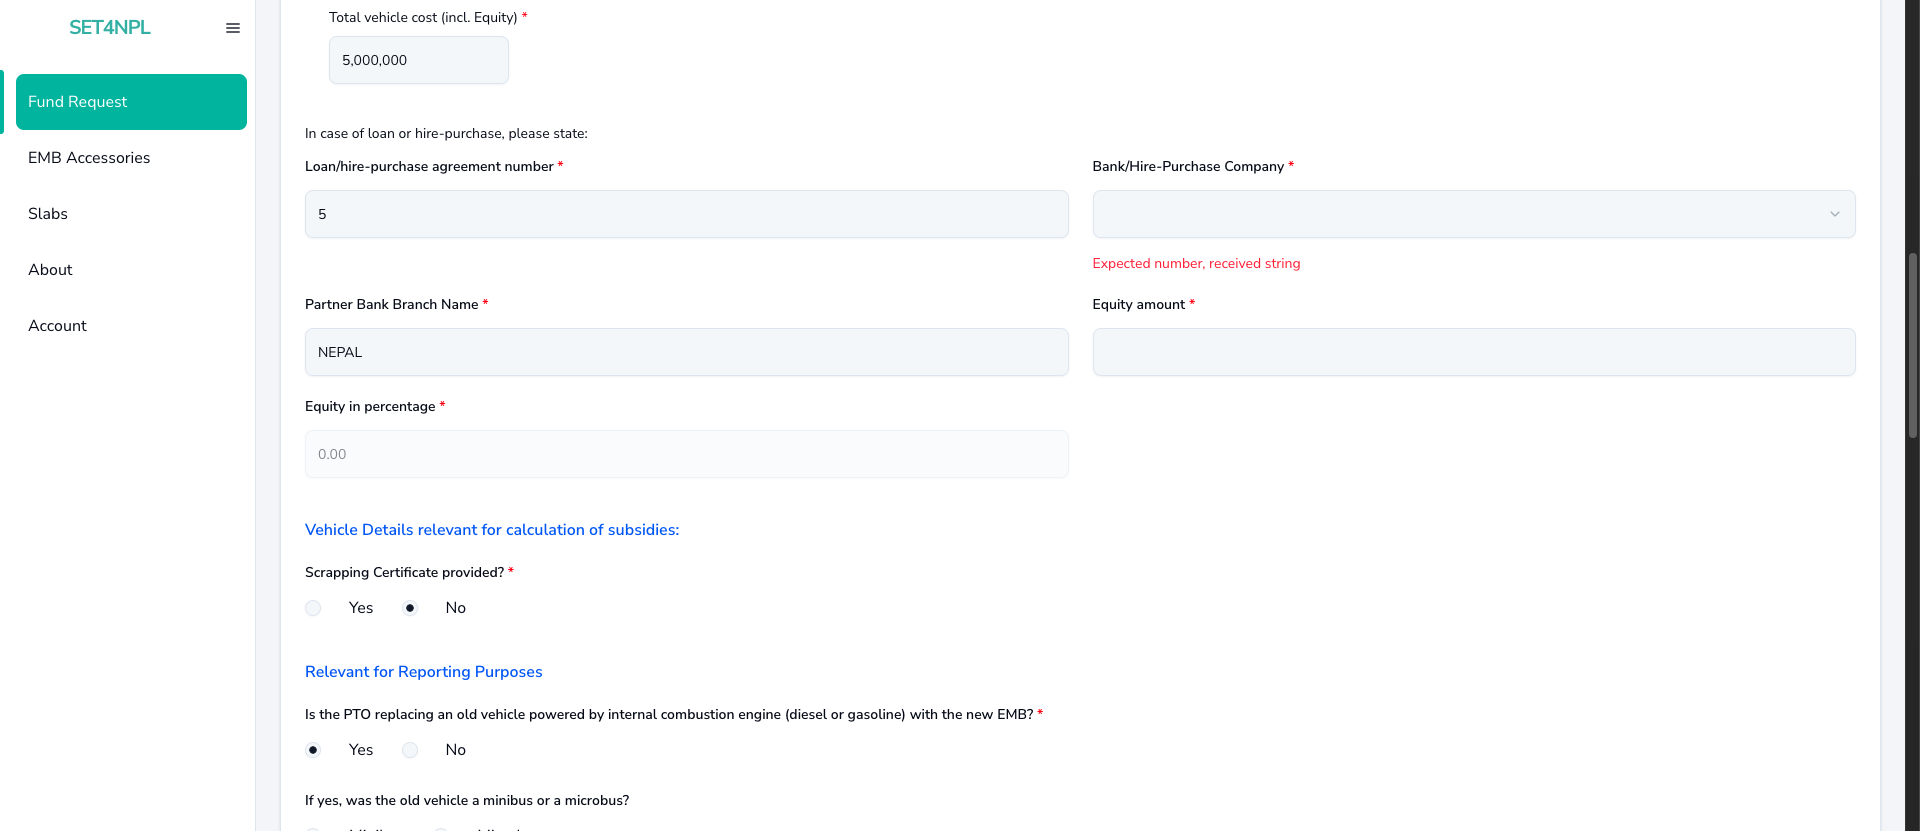 SET4NPL
Fund Request
EMB Accessories
Slabs
About
Account
Total vehicle cost (incl. Equity) *
5,000,000
In case of loan or hire-purchase, please state:
Loan/hire-purchase agreement number *
5
Bank/Hire-Purchase Company *
Expected number, received string
Partner Bank Branch Name *
NEPAL
Equity amount *
Equity in percentage *
0.00
Vehicle Details relevant for calculation of subsidies:
Scrapping Certificate provided? *
Yes No
Relevant for Reporting Purposes
Is the PTO replacing an old vehicle powered by internal combustion engine (diesel or gasoline) with the new EMB? *
Yes No
If yes, was the old vehicle a minibus or a microbus?